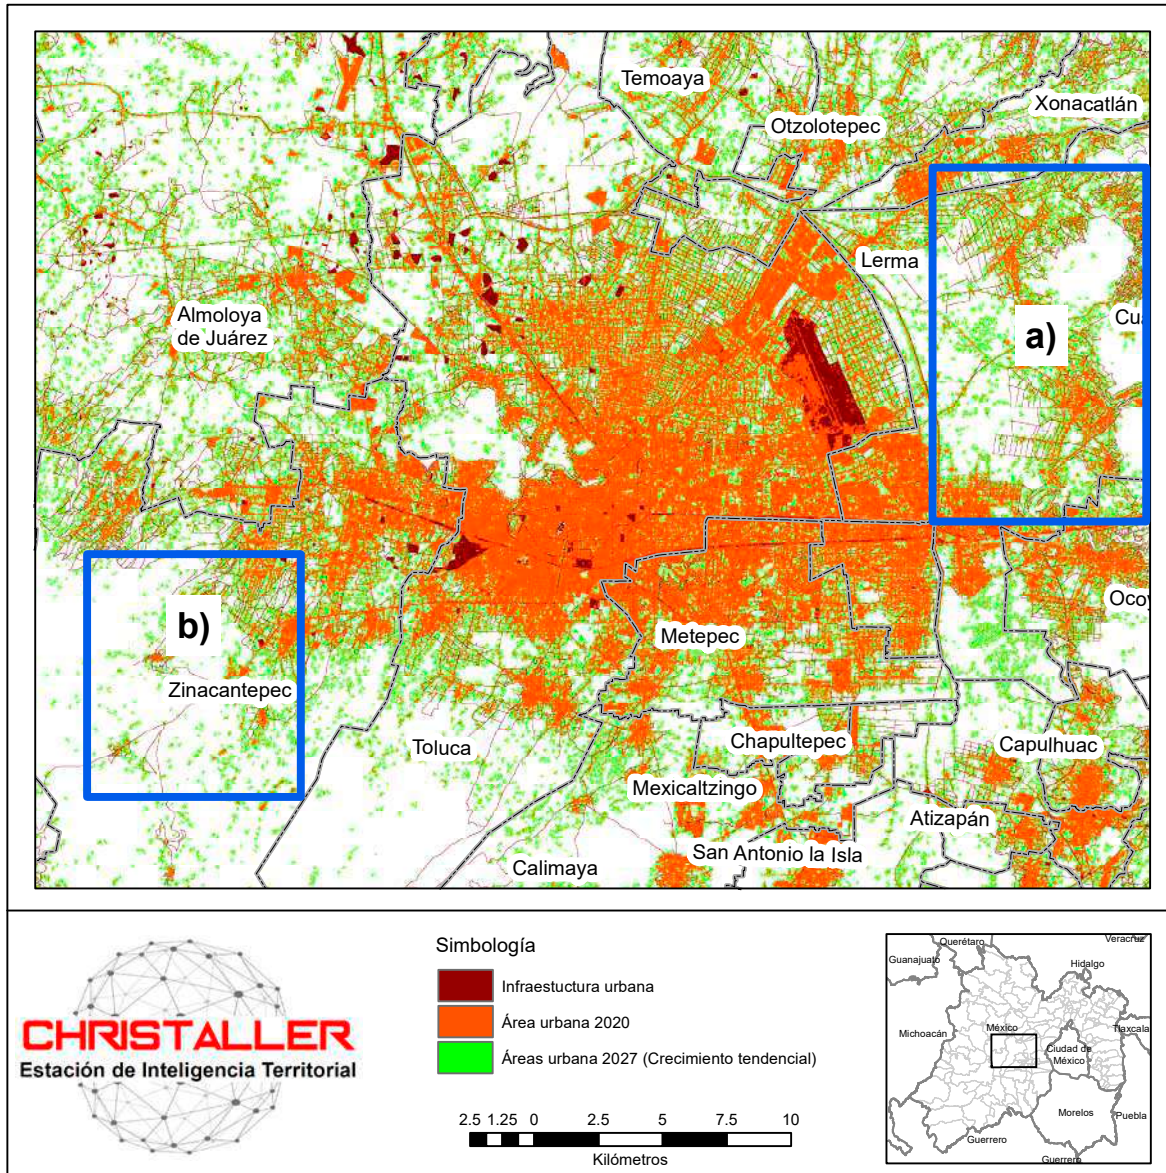 Temoaya
Xonacatlán
Otzolotepec
Lerma
a)
Cua
Almoloya
de Juárez
b)
Metepec
Ocoy
Zinacantepec
Toluca
Chapultepec
Capulhuac
Mexicaltzingo
Atizapán
San Antonio la Isla
Calimaya
CHRISTALLER
Estación de Inteligencia Territorial
Simbología
Infraestuctura urbana
Área urbana 2020
Áreas urbana 2027 (Crecimiento tendencial)
2.5 1.25 0 2.5 5 7.5 10
Kilómetros
Querétaro
Veracruz
Guanajuato
Hidalgo
Michoacán
México
Tlaxcala
Ciudad de
México
Morelos
Puebla
Guerrero
Guerrero